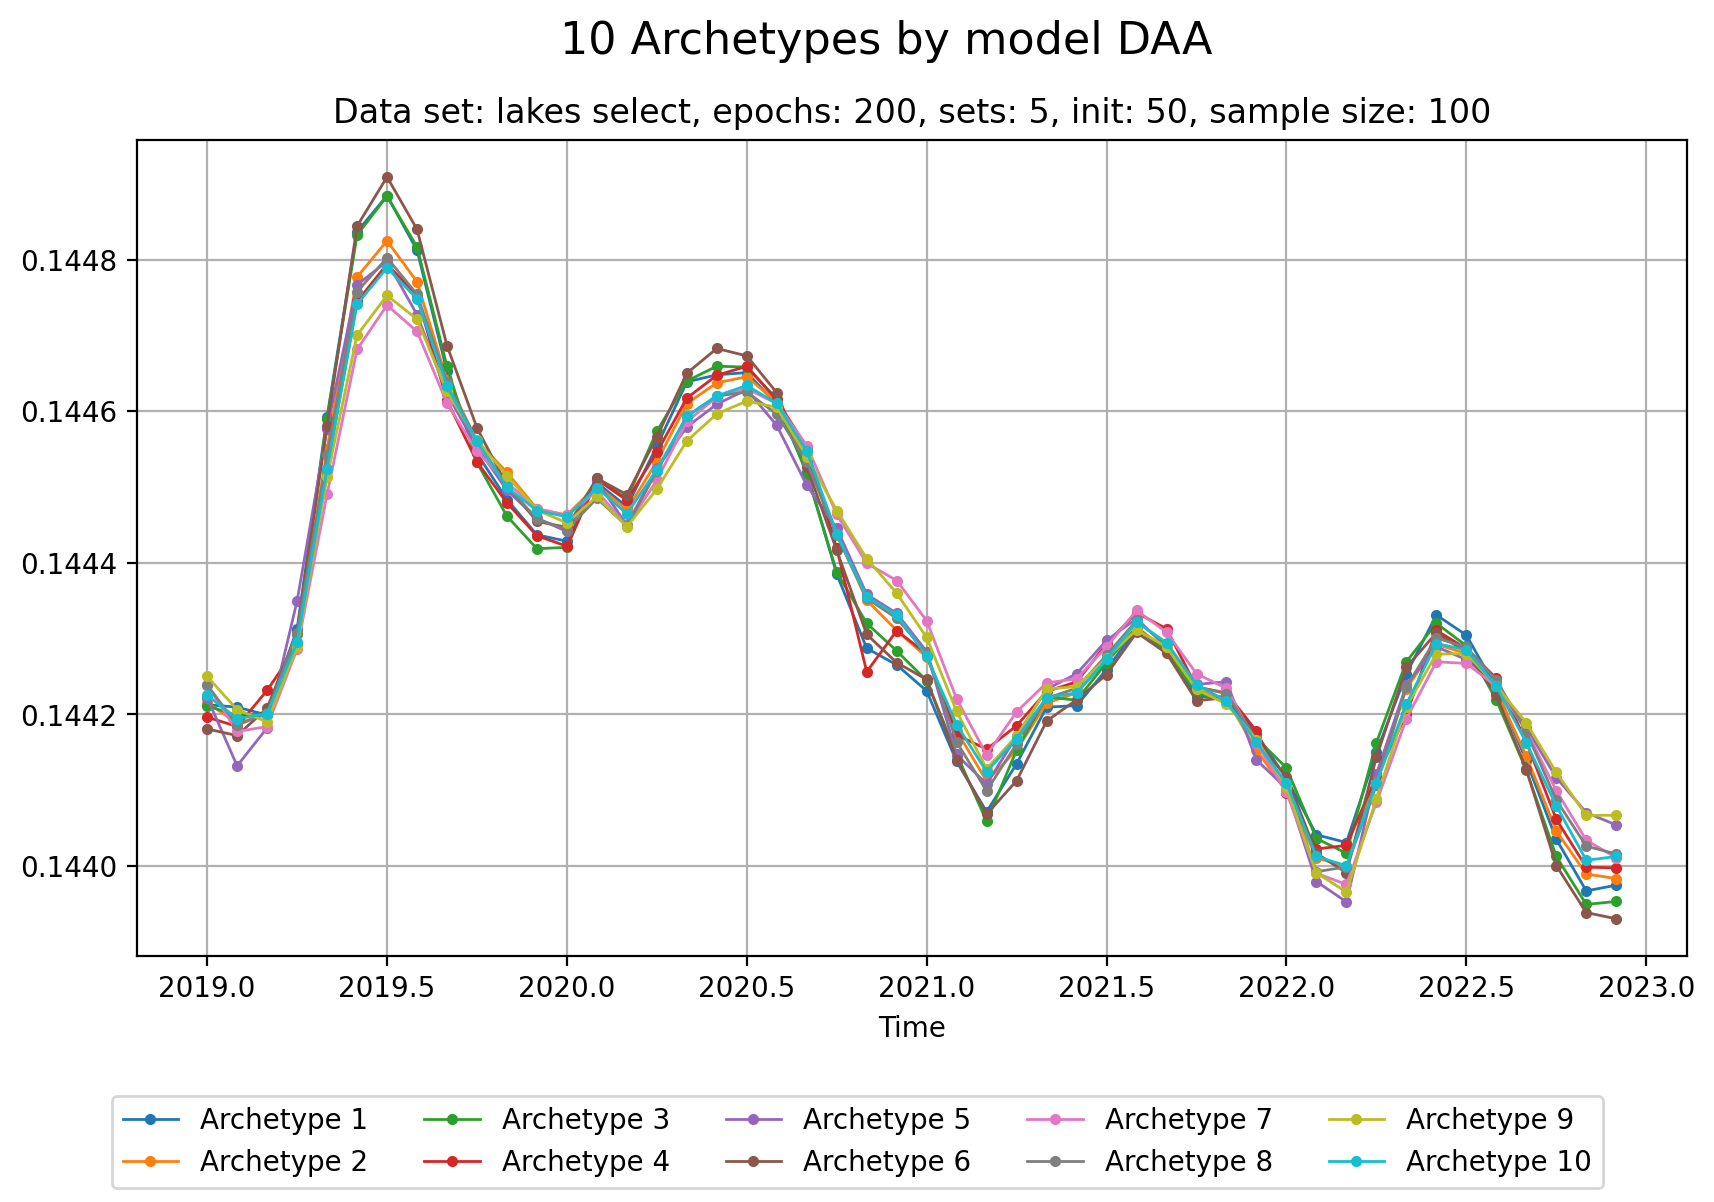 10 Archetypes by model DAA
Data set: lakes select, epochs: 200, sets: 5, init: 50, sample size: 100
0.1448
0.1446
0.1444
0.1442
0.1440
2019.0 2019.5 2020.0 2020.5 2021.0 2021.5 2022.0 2022.5 2023.0
Time
Archetype 1 Archetype 3 Archetype 5 Archetype 7 Archetype 9
Archetype 2 Archetype 4 Archetype 6 Archetype 8 Archetype 10